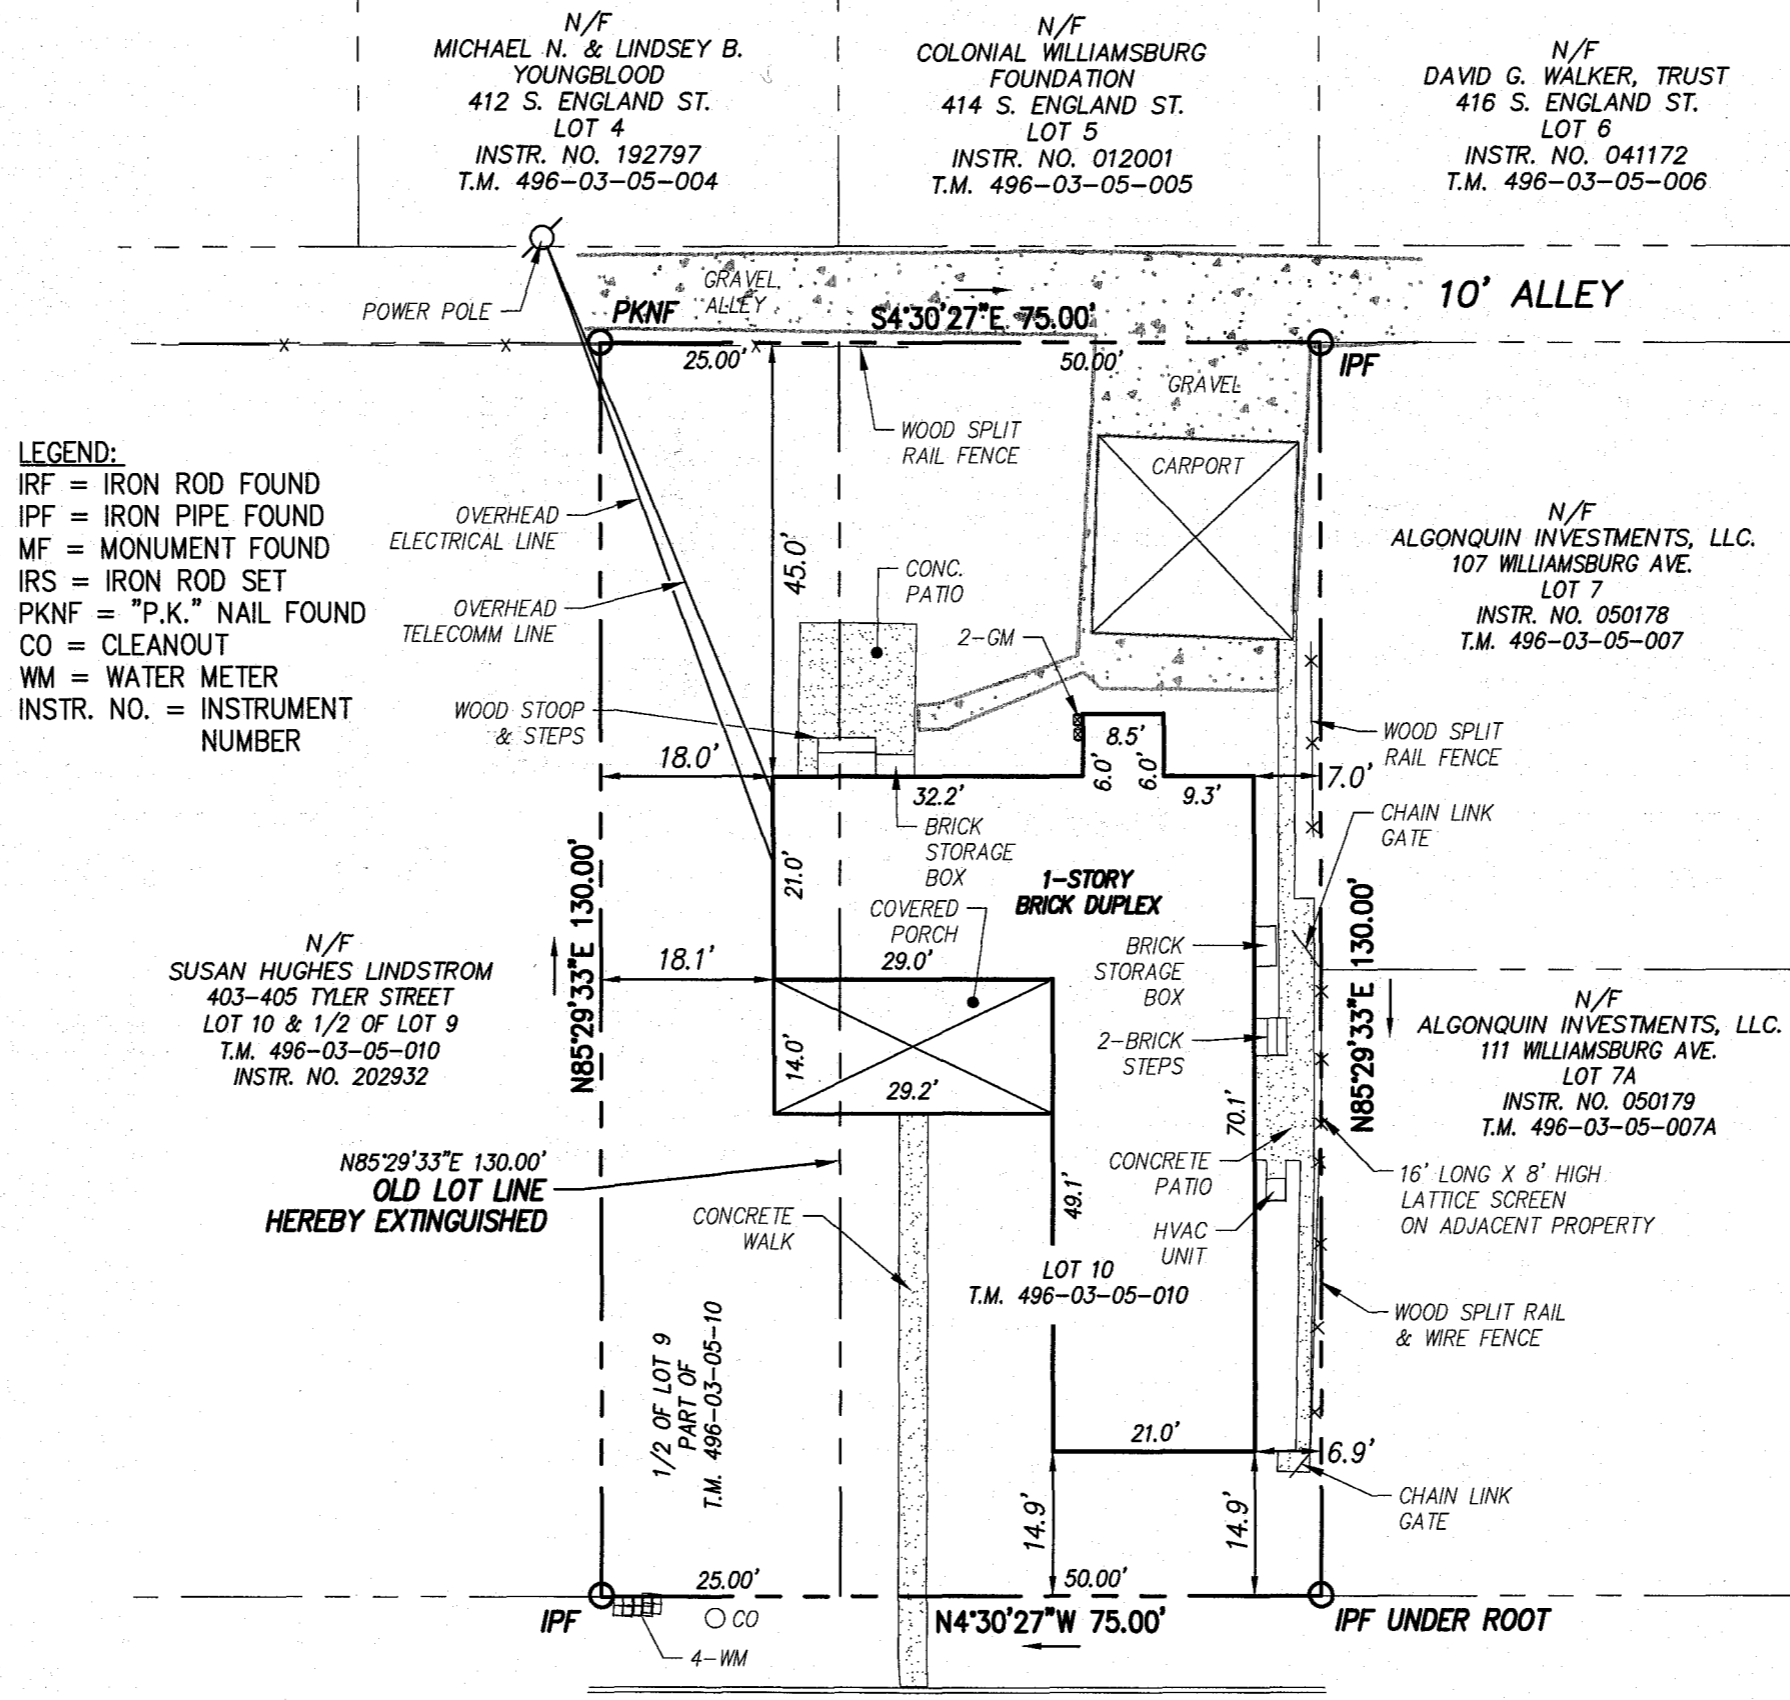 N/F
MICHAEL N. & LINDSEY B.
YOUNGBLOOD
412 S. ENGLAND ST.
LOT 4
INSTR. NO. 192797
T.M. 496-03-05-004
N/F
COLONIAL WILLIAMSBURG
FOUNDATION
414 S. ENGLAND ST.
LOT 5
INSTR. NO. 012001
T.M. 496-03-05-005
N/F
DAVID G. WALKER, TRUST
416 S. ENGLAND ST.
LOT 6
INSTR. NO. 041172
T.M. 496-03-05-006
POWER POLE
PKNF
GRAVEL
ALLEY
S4°30'27"E 75.00'
10' ALLEY
25.00'
50.00'
IPF
GRAVEL
WOOD SPLIT
RAIL FENCE
CARPORT
LEGEND:
IRF = IRON ROD FOUND
IPF = IRON PIPE FOUND
MF = MONUMENT FOUND
IRS = IRON ROD SET
PKNF = "P.K." NAIL FOUND
CO = CLEANOUT
WM = WATER METER
INSTR. NO. = INSTRUMENT
NUMBER
OVERHEAD
ELECTRICAL LINE
OVERHEAD
TELECOMM LINE
45.0'
CONC.
PATIO
2-GM
N/F
ALGONQUIN INVESTMENTS, LLC.
107 WILLIAMSBURG AVE.
LOT 7
INSTR. NO. 050178
T.M. 496-03-05-007
WOOD STOOP
& STEPS
WOOD SPLIT
RAIL FENCE
18.0'
8.5'
6.0'
6.0'
7.0'
32.2'
9.3'
BRICK
STORAGE
BOX
CHAIN LINK
GATE
21.0'
1-STORY
BRICK DUPLEX
COVERED
PORCH
N85°29'33"E 130.00'
N85°29'33"E 130.00'
18.1'
29.0'
BRICK
STORAGE
BOX
N/F
SUSAN HUGHES LINDSTROM
403-405 TYLER STREET
LOT 10 & 1/2 OF LOT 9
T.M. 496-03-05-010
INSTR. NO. 202932
N/F
ALGONQUIN INVESTMENTS, LLC.
111 WILLIAMSBURG AVE.
LOT 7A
INSTR. NO. 050179
T.M. 496-03-05-007A
14.0'
29.2'
2-BRICK
STEPS
70.1'
N85°29'33"E 130.00'
OLD LOT LINE
HEREBY EXTINGUISHED
CONCRETE
WALK
49.1'
CONCRETE
PATIO
HVAC
UNIT
16' LONG X 8' HIGH
LATTICE SCREEN
ON ADJACENT PROPERTY
LOT 10
T.M. 496-03-05-010
WOOD SPLIT RAIL
& WIRE FENCE
1/2 OF LOT 9
PART OF
T.M. 496-03-05-10
21.0'
6.9'
14.9'
14.9'
CHAIN LINK
GATE
25.00'
50.00'
IPF
CO
4-WM
N4°30'27"W 75.00'
IPF UNDER ROOT